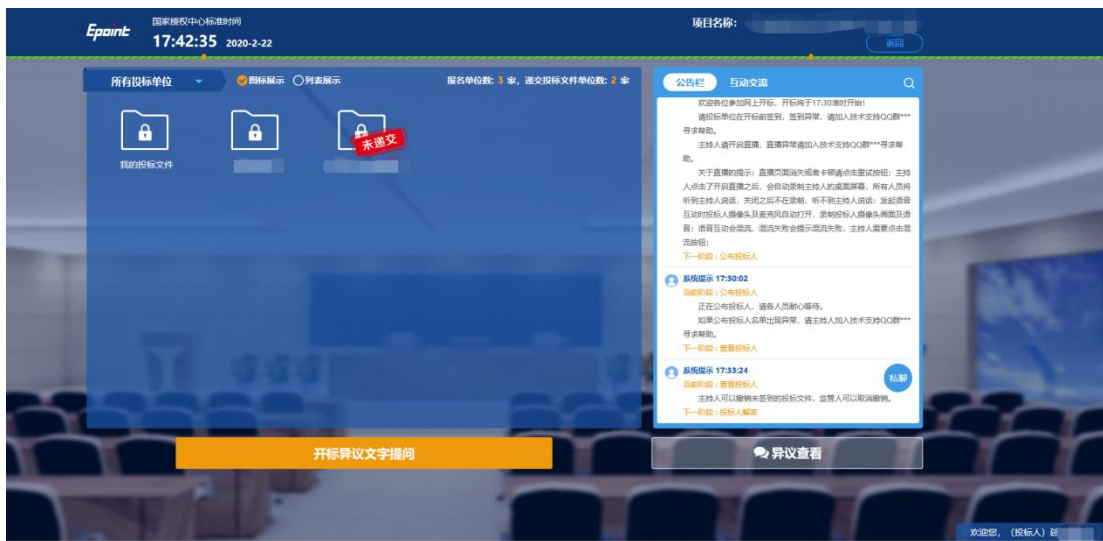 Epoint
国家授权中心标准时间
17:42:35 2020-2-22
项目名称:
返回
所有投标单位
图标展示 列表展示
报名单位数: 3 家, 递交投标文件单位数: 2 家
我的投标文件
未递交
公告栏 互动交流
欢迎各位参加网上开标, 开标将于17:30准时开始!
请投标单位在开标前签到, 签到异常, 请加入技术支持QQ群***
寻求帮助。
主持人请开启直播, 直播异常请加入技术支持QQ群***寻求帮
助。
关于直播的提示: 直播页面消失或者卡顿请点击重试按钮; 主持
人点击了开启直播之后, 会自动录制主持人的桌面屏幕, 所有人员将
听到主持人说话, 关闭之后不在录制, 听不到主持人说话; 发起语音
互动时投标人摄像头及麦克风自动打开, 录制投标人摄像头画面及语
音; 语音互动会混流, 混流失败会提示混流失败, 主持人需要点击混
流按钮;
下一阶段 : 公布投标人
系统提示 17:30:02
当前阶段 : 公布投标人
正在公布投标人, 请各人员耐心等待。
如果公布投标人名单出现异常, 请主持人加入技术支持QQ群***
寻求帮助。
下一阶段 : 查看投标人
系统提示 17:33:24
当前阶段 : 查看投标人
主持人可以撤销未签到的投标文件, 监管人可以取消撤销。
下一阶段 : 投标人解密
私聊
开标异议文字提问
异议查看
欢迎您, (投标人) 延